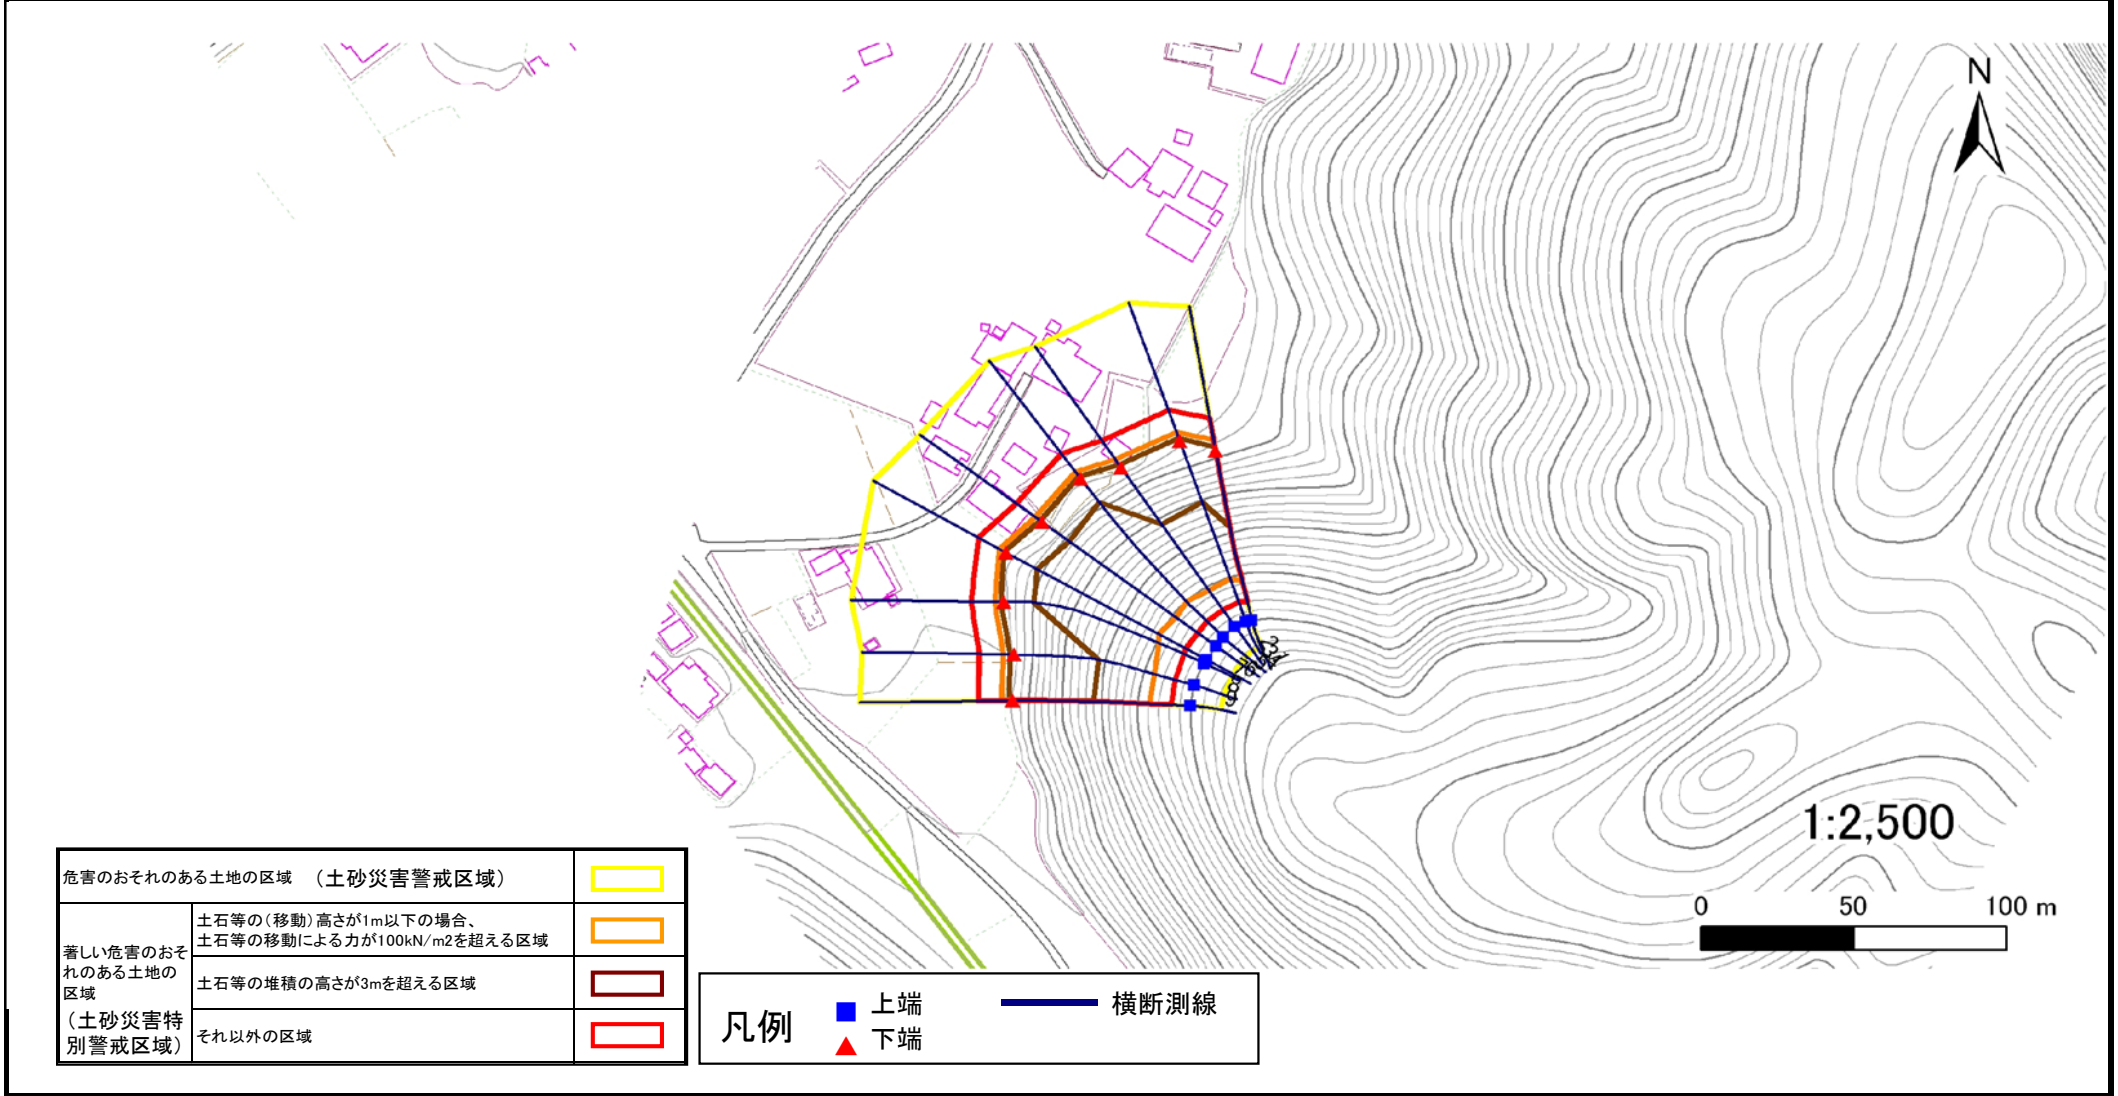 N
1:2,500
0 50 100 m
危害のおそれのある土地の区域 （土砂災害警戒区域）
著しい危害のおそ
れのある土地の
区域
（土砂災害特
別警戒区域）
土石等の（移動）高さが1m以下の場合、
土石等の移動による力が100kN/m2を超える区域
土石等の堆積の高さが3mを超える区域
それ以外の区域
凡例
上端
下端
横断測線